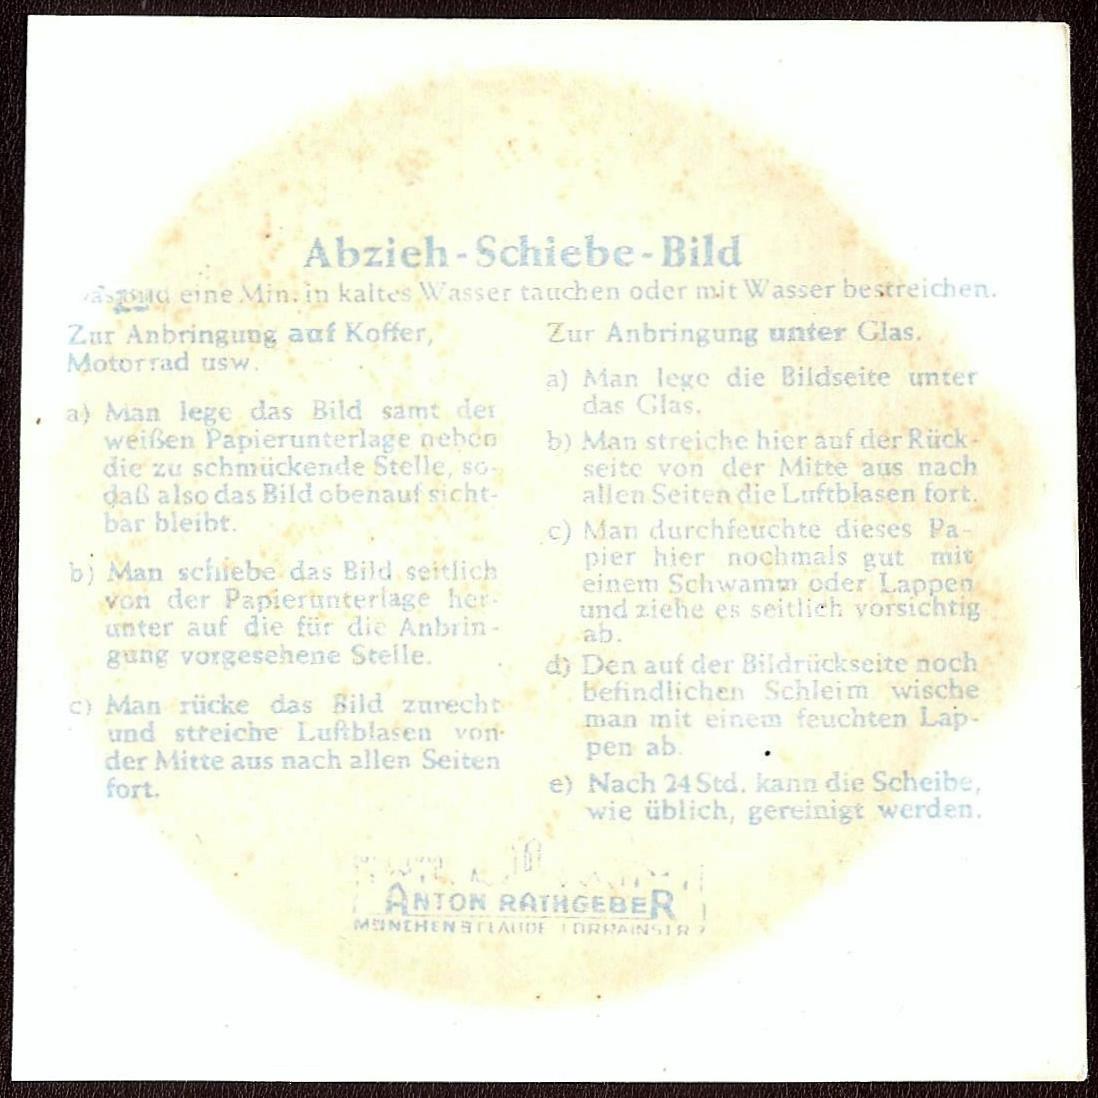 Abzieh-Schiebe-Bild
eine Min. in kaltes Wasser tauchen oder mit Wasser bestreichen.
Zur Anbringung auf Koffer,
Motorrad usw.
a) Man lege das Bild samt der
weißen Papierunterlage neben
die zu schmückende Stelle, so-
daß also das Bild obenauf sicht-
bar bleibt.
b) Man schiebe das Bild seitlich
von der Papierunterlage her-
unter auf die für die Anbrin-
gung vorgesehene Stelle.
c) Man rücke das Bild zurecht
und streiche Luftblasen von
der Mitte aus nach allen Seiten
fort.
Zur Anbringung unter Glas.
a) Man lege die Bildseite unter
das Glas.
b) Man streiche hier auf der Rück-
seite von der Mitte aus nach
allen Seiten die Luftblasen fort.
c) Man durchfeuchte dieses Pa-
pier hier nochmals gut mit
einem Schwamm oder Lappen
und ziehe es seitlich vorsichtig
ab.
d) Den auf der Bildrückseite noch
befindlichen Schleim wische
man mit einem feuchten Lap-
pen ab.
e) Nach 24 Std. kann die Scheibe,
wie üblich, gereinigt werden.
ANTON RATHGEBER
MÜNCHEN